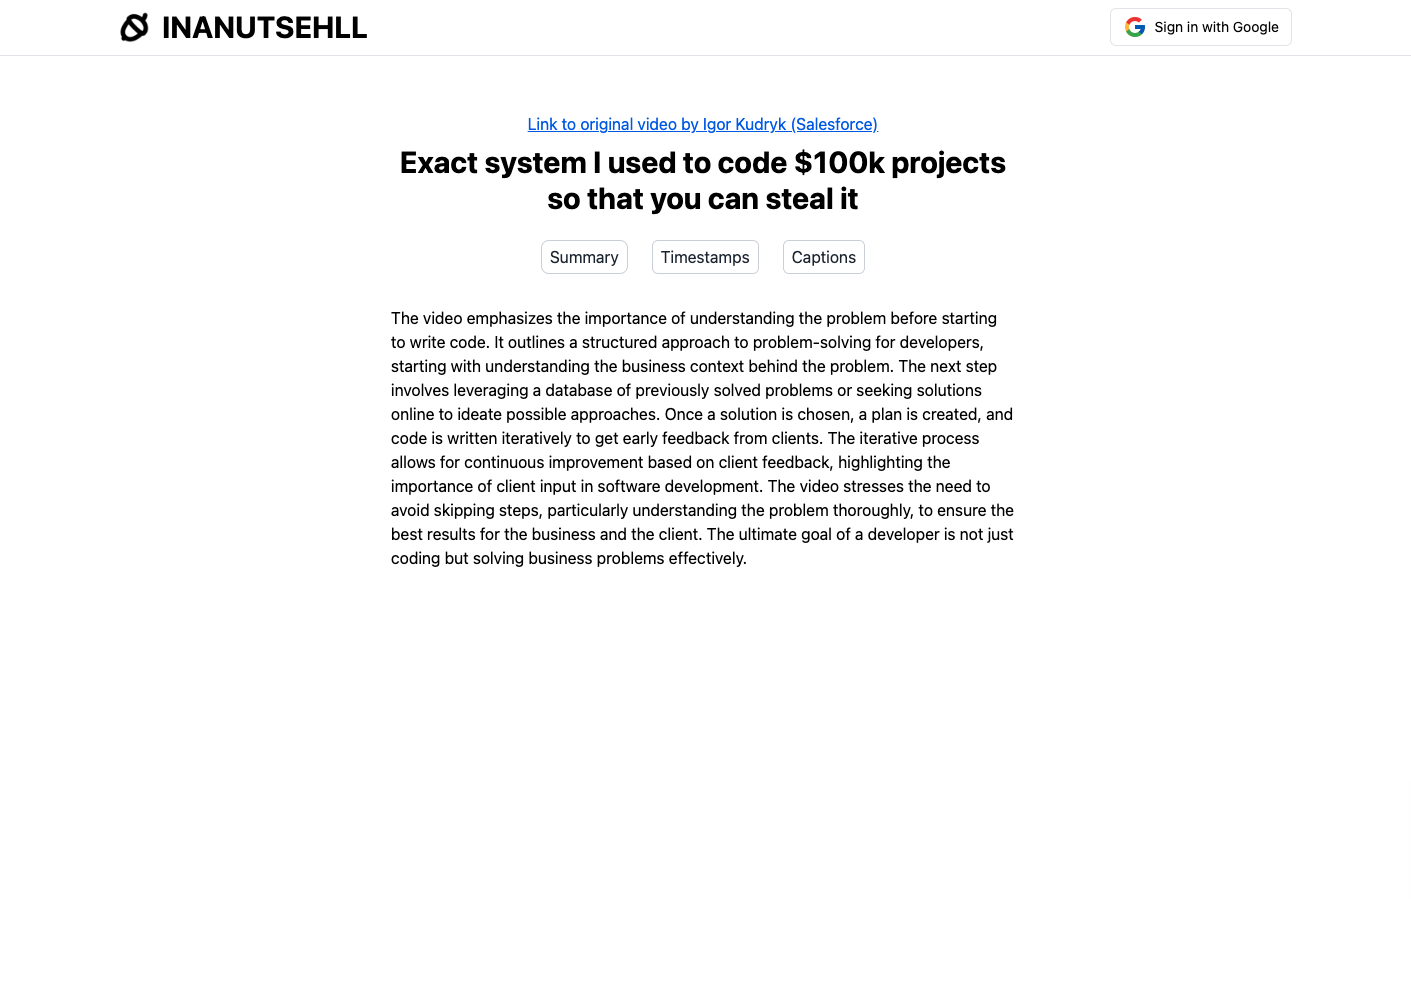 INANUTSEHLL
Sign in with Google
Link to original video by Igor Kudryk (Salesforce)
Exact system I used to code $100k projects
so that you can steal it
Summary
Timestamps
Captions
The video emphasizes the importance of understanding the problem before starting
to write code. It outlines a structured approach to problem-solving for developers,
starting with understanding the business context behind the problem. The next step
involves leveraging a database of previously solved problems or seeking solutions
online to ideate possible approaches. Once a solution is chosen, a plan is created, and
code is written iteratively to get early feedback from clients. The iterative process
allows for continuous improvement based on client feedback, highlighting the
importance of client input in software development. The video stresses the need to
avoid skipping steps, particularly understanding the problem thoroughly, to ensure the
best results for the business and the client. The ultimate goal of a developer is not just
coding but solving business problems effectively.